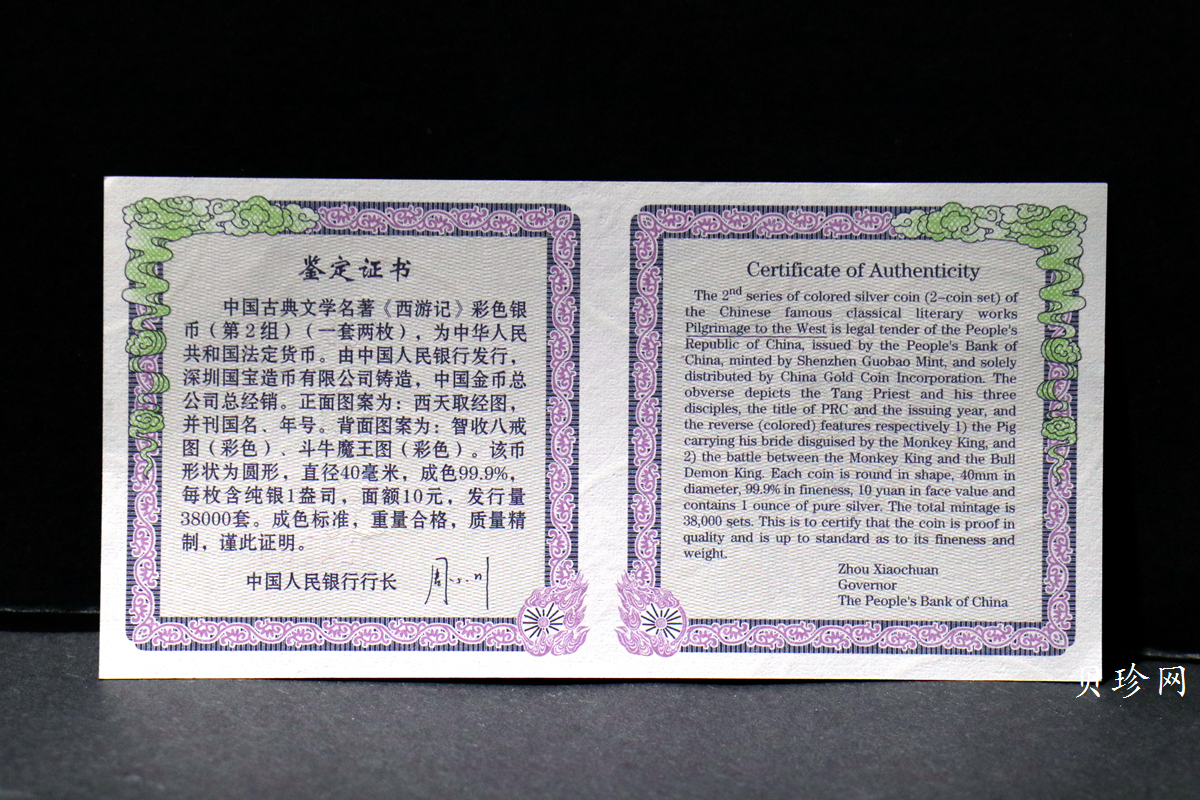 鉴定证书
中国古典文学名著《西游记》彩色银
币（第2组）（一套两枚），为中华人民
共和国法定货币。由中国人民银行发行，
深圳国宝造币有限公司铸造，中国金币总
公司总经销。正面图案为：西天取经图，
并刊国名、年号。背面图案为：智收八戒
图（彩色）、斗牛魔王图（彩色）。该币
形状为圆形，直径40毫米，成色99.9%，
每枚含纯银1盎司，面额10元，发行量
38000套。成色标准，重量合格，质量精
制，谨此证明。
中国人民银行行长 周小川
Certificate of Authenticity
The 2nd series of colored silver coin (2-coin set) of
the Chinese famous classical literary works
Pilgrimage to the West is legal tender of the People's
Republic of China, issued by the People's Bank of
China, minted by Shenzhen Guobao Mint, and solely
distributed by China Gold Coin Incorporation. The
obverse depicts the Tang Priest and his three
disciples, the title of PRC and the issuing year, and
the reverse (colored) features respectively 1) the Pig
carrying his bride disguised by the Monkey King, and
2) the battle between the Monkey King and the Bull
Demon King. Each coin is round in shape, 40mm in
diameter, 99.9% in fineness, 10 yuan in face value and
contains 1 ounce of pure silver. The total mintage is
38,000 sets. This is to certify that the coin is proof in
quality and is up to standard as to its fineness and
weight.
Zhou Xiaochuan
Governor
The People's Bank of China
贝珍网